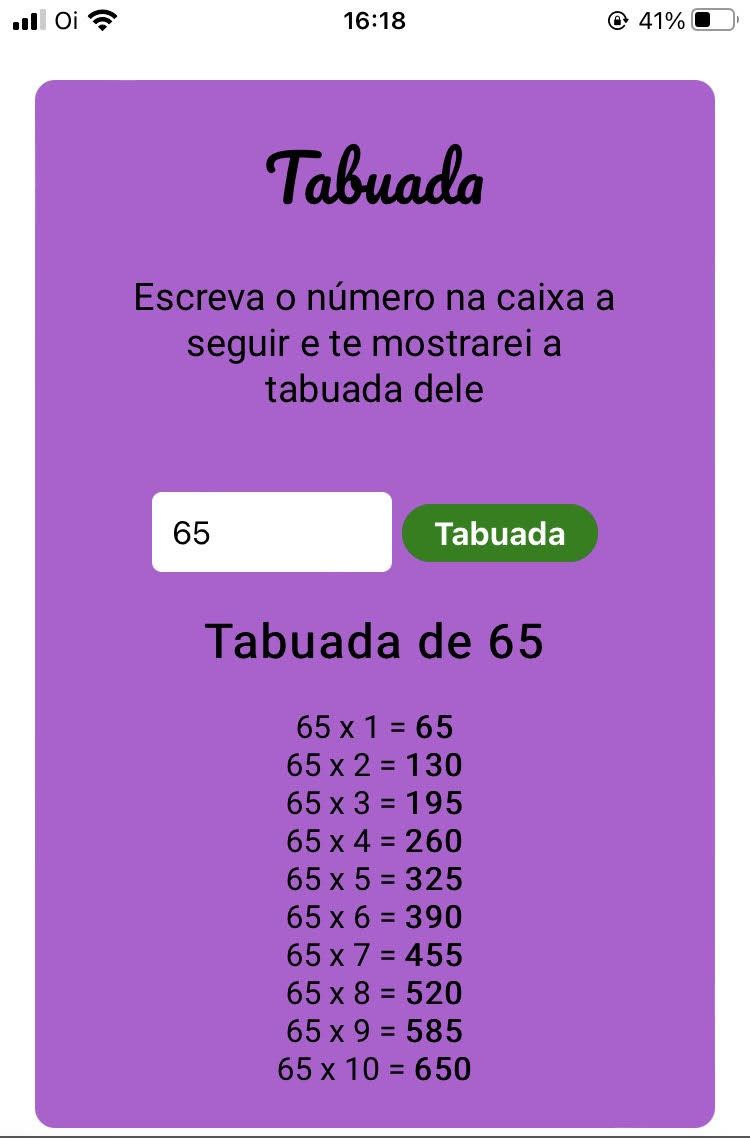 Oi 16:18 41%
Tabuada
Escreva o número na caixa a
seguir e te mostrarei a
tabuada dele
65 Tabuada
Tabuada de 65
65 x 1 = 65
65 x 2 = 130
65 x 3 = 195
65 x 4 = 260
65 x 5 = 325
65 x 6 = 390
65 x 7 = 455
65 x 8 = 520
65 x 9 = 585
65 x 10 = 650